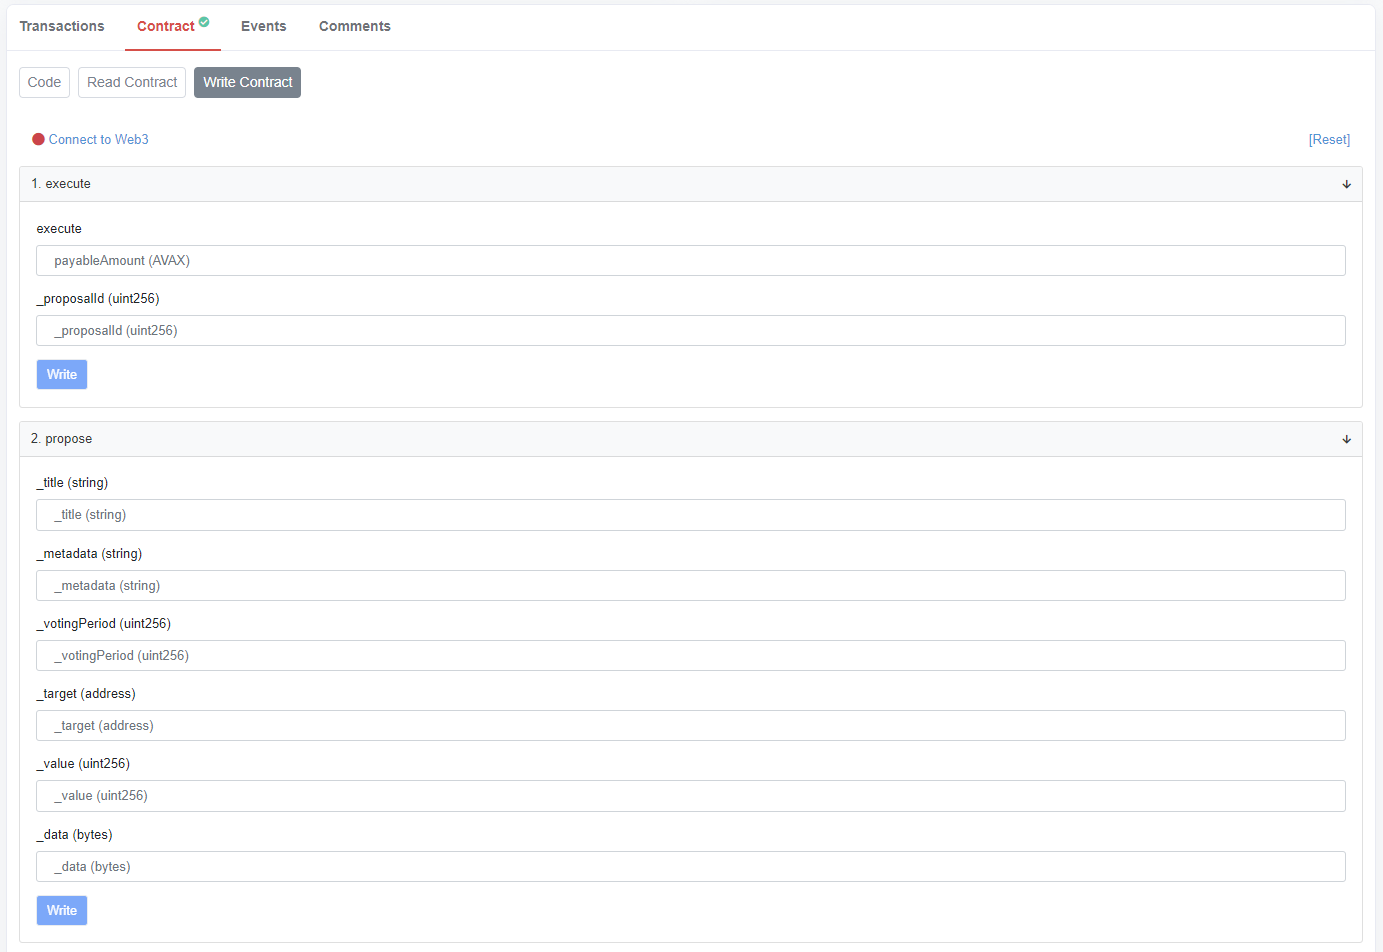 Transactions
Contract
Events
Comments
Code
Read Contract
Write Contract
Connect to Web3
[Reset]
1. execute
execute
payableAmount (AVAX)
_proposalId (uint256)
_proposalId (uint256)
Write
2. propose
_title (string)
_title (string)
_metadata (string)
_metadata (string)
_votingPeriod (uint256)
_votingPeriod (uint256)
_target (address)
_target (address)
_value (uint256)
_value (uint256)
_data (bytes)
_data (bytes)
Write